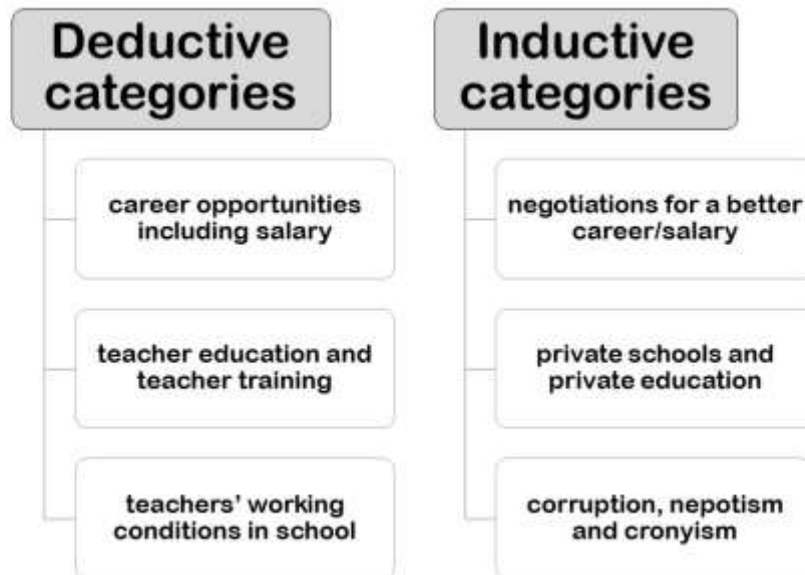 Deductive
categories
career opportunities
including salary
teacher education and
teacher training
teachers’ working
conditions in school
Inductive
categories
negotiations for a better
career/salary
private schools and
private education
corruption, nepotism
and cronyism